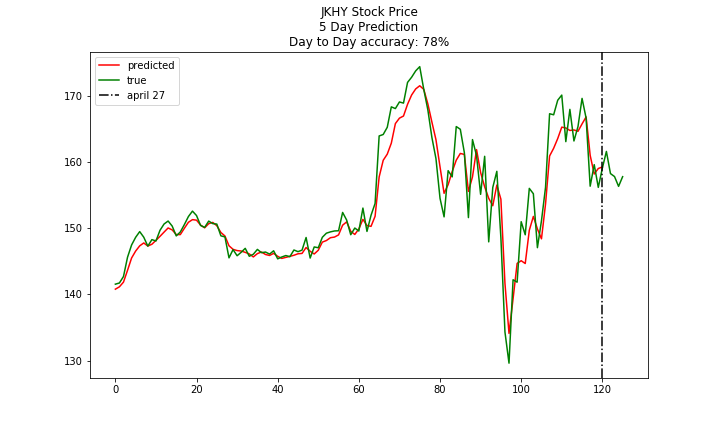 JKHY Stock Price
5 Day Prediction
Day to Day accuracy: 78%
predicted
true
april 27
170
160
150
140
130
0 20 40 60 80 100 120